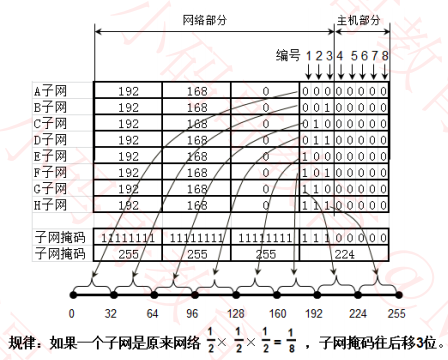 网络部分 主机部分
编号 1 2 3 4 5 6 7 8
A子网 192 168 0 0 0 0 0 0 0 0 0
B子网 192 168 0 0 0 1 0 0 0 0 0
C子网 192 168 0 0 1 0 0 0 0 0 0
D子网 192 168 0 0 1 1 0 0 0 0 0
E子网 192 168 0 1 0 0 0 0 0 0 0
F子网 192 168 0 1 0 1 0 0 0 0 0
G子网 192 168 0 1 1 0 0 0 0 0 0
H子网 192 168 0 1 1 1 0 0 0 0 0
子网掩码 11111111 11111111 11111111 1 1 1 0 0 0 0 0
子网掩码 255 255 255 224
0 32 64 96 128 160 192 224 255
规律：如果一个子网是原来网络 1/2 × 1/2 × 1/2 = 1/8 ，子网掩码往后移3位。